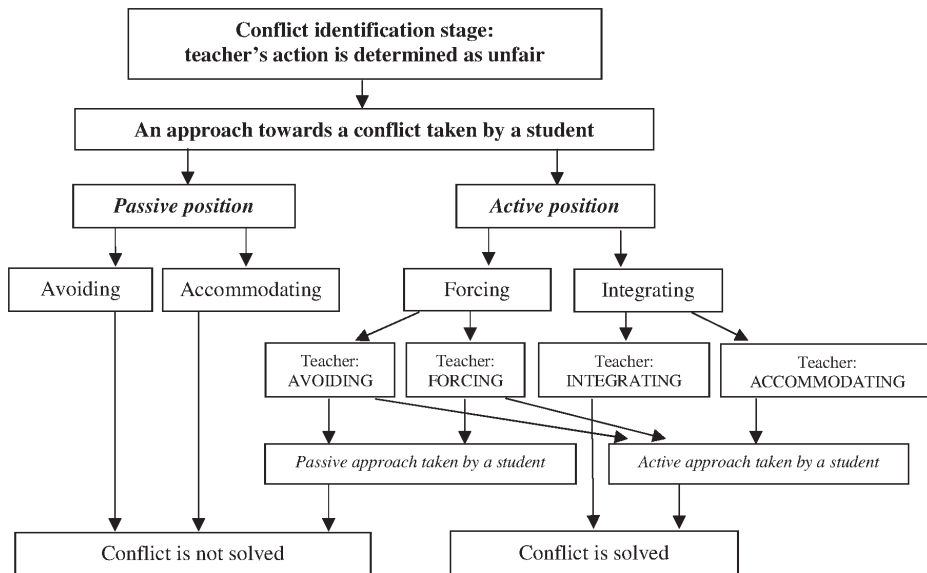 Conflict identification stage:
teacher's action is determined as unfair
An approach towards a conflict taken by a student
Passive position
Active position
Avoiding
Accommodating
Forcing
Integrating
Teacher:
AVOIDING
Teacher:
FORCING
Teacher:
INTEGRATING
Teacher:
ACCOMMODATING
Passive approach taken by a student
Active approach taken by a student
Conflict is not solved
Conflict is solved